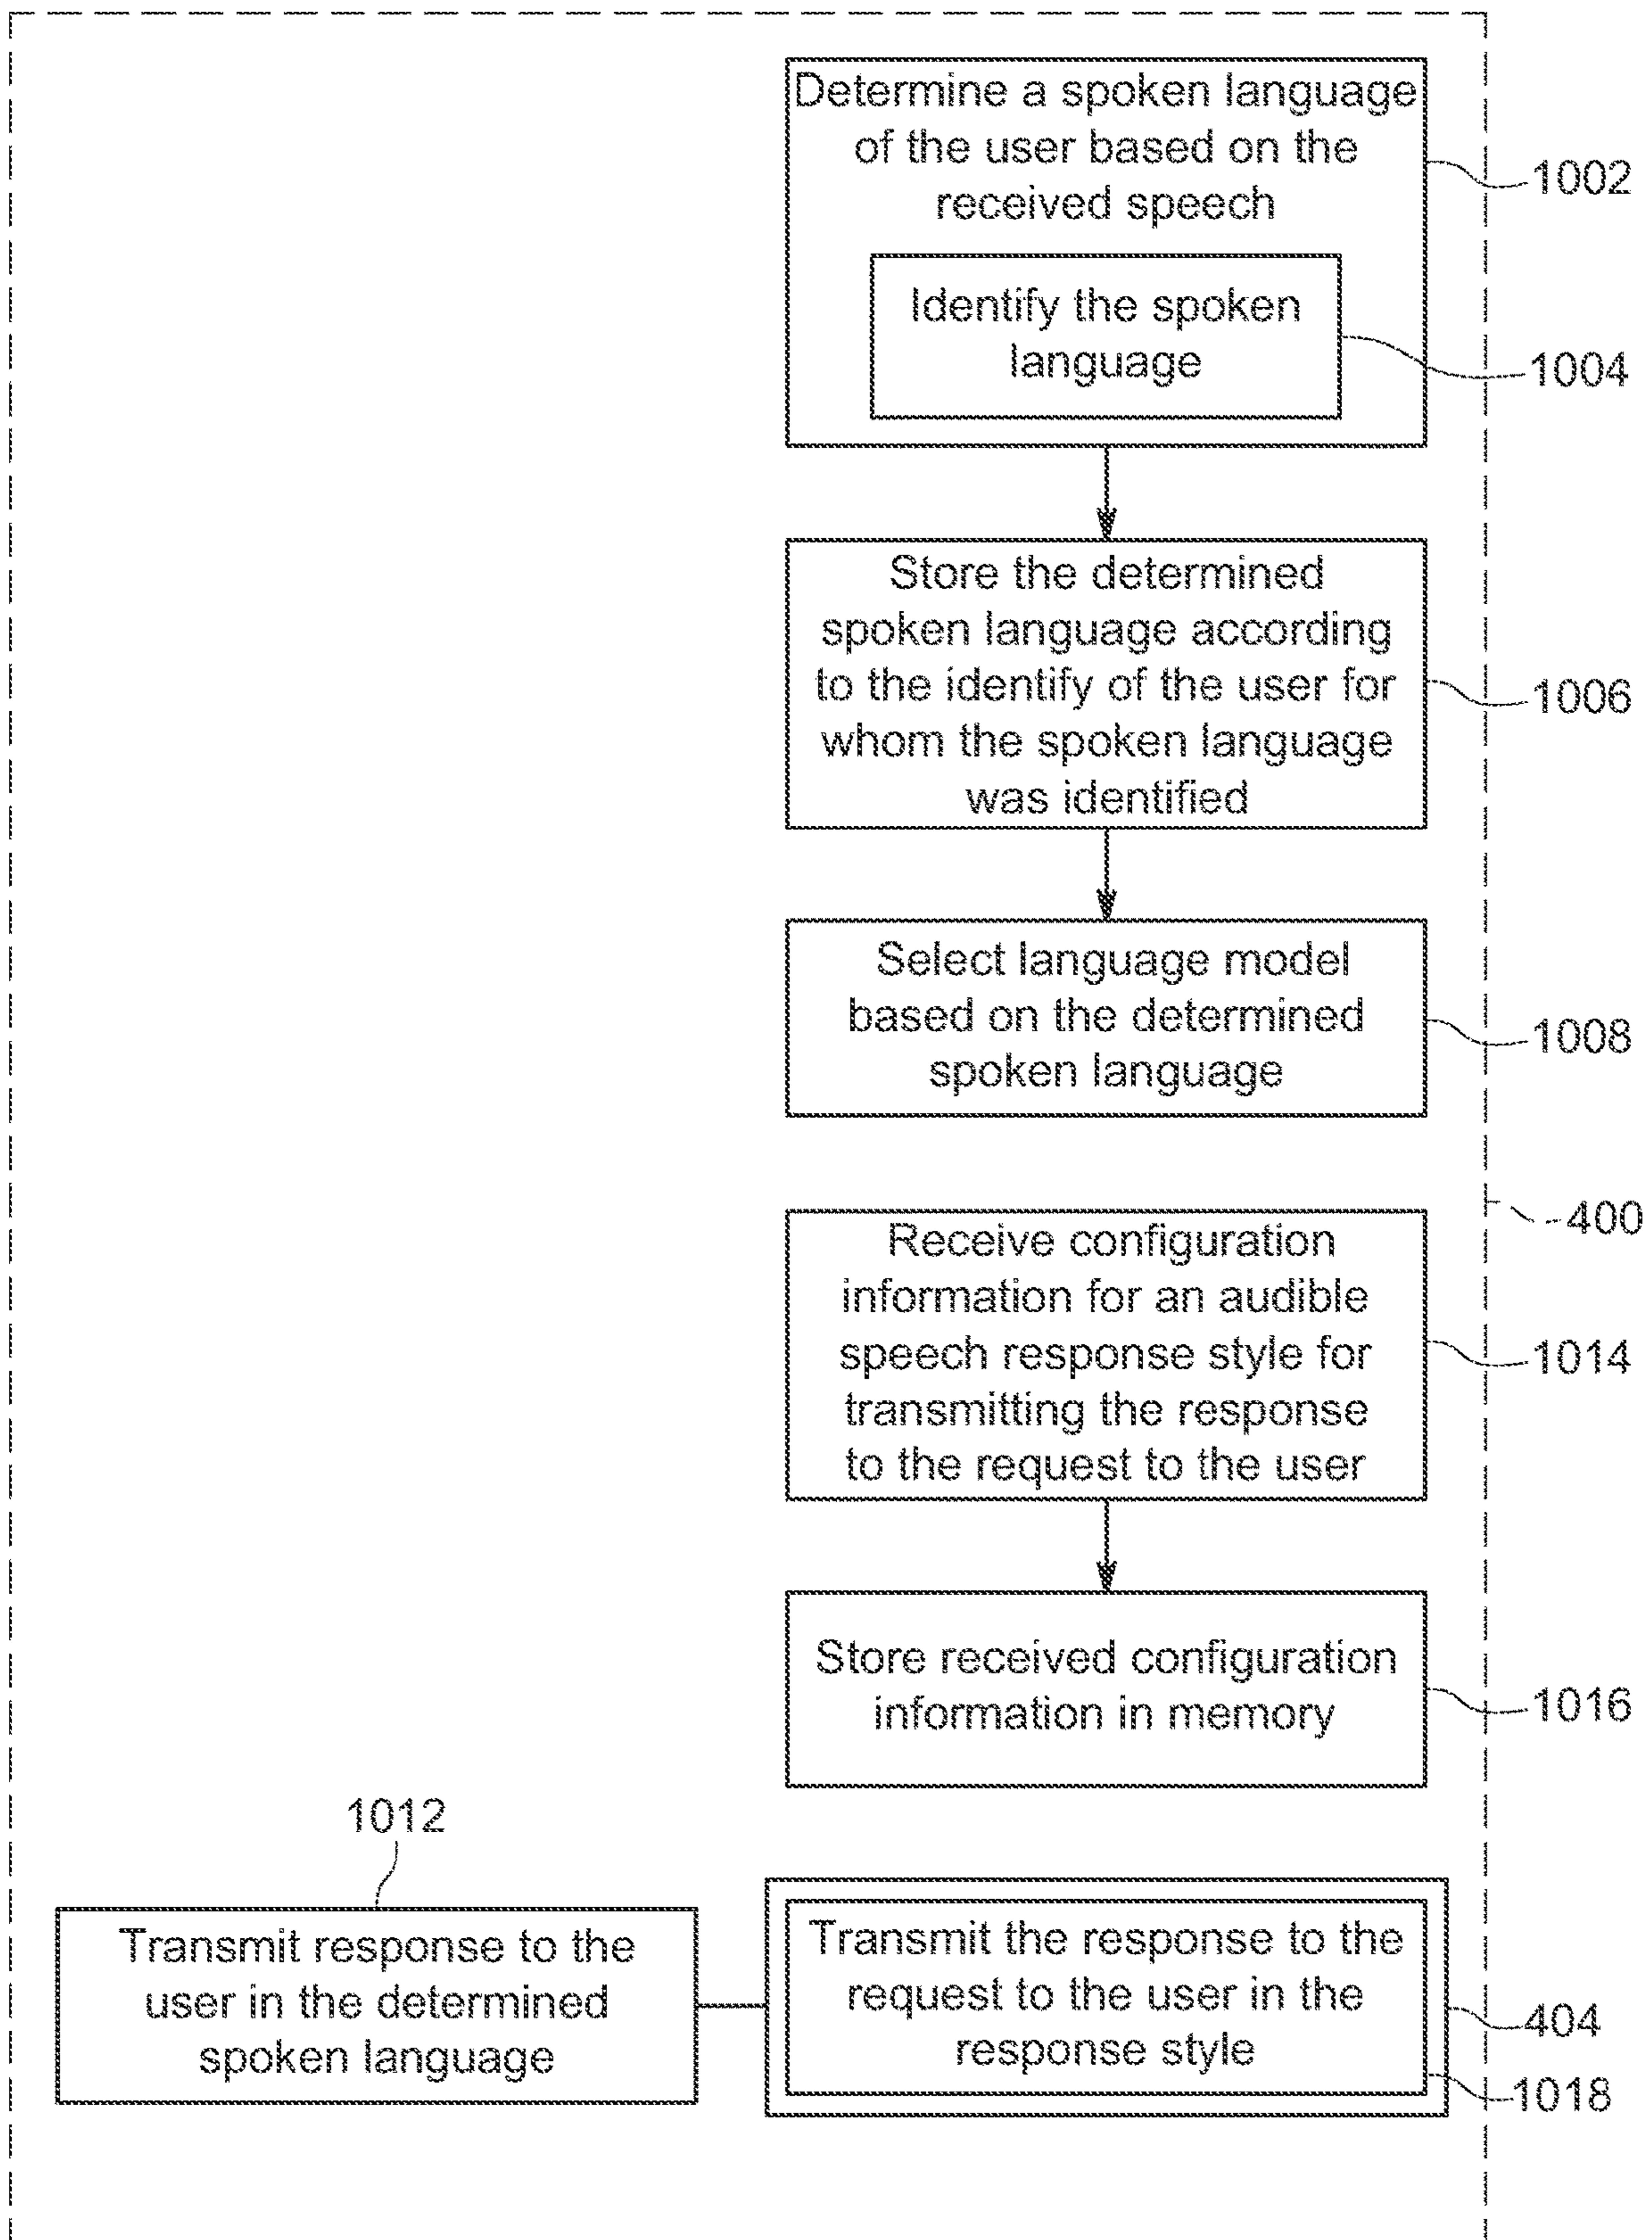 Determine a spoken language
of the user based on the
received speech
1002
Identify the spoken
language
1004
Store the determined
spoken language according
to the identify of the user for
whom the spoken language
was identified
1006
Select language model
based on the determined
spoken language
1008
400
Receive configuration
information for an audible
speech response style for
transmitting the response
to the request to the user
1014
Store received configuration
information in memory
1016
1012
Transmit response to the
user in the determined
spoken language
Transmit the response to the
request to the user in the
response style
404
1018